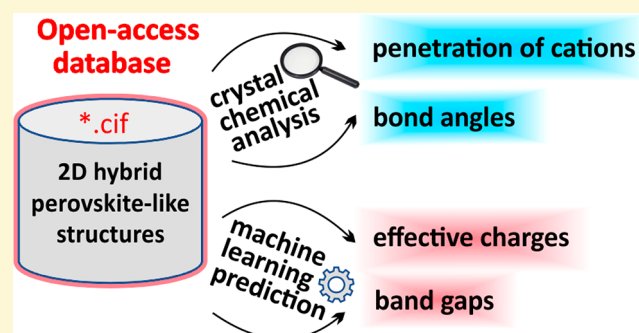 Open-access
database
*.cif
2D hybrid
perovskite-like
structures
crystal
chemical
analysis
penetration of cations
bond angles
machine
learning
prediction
effective charges
band gaps